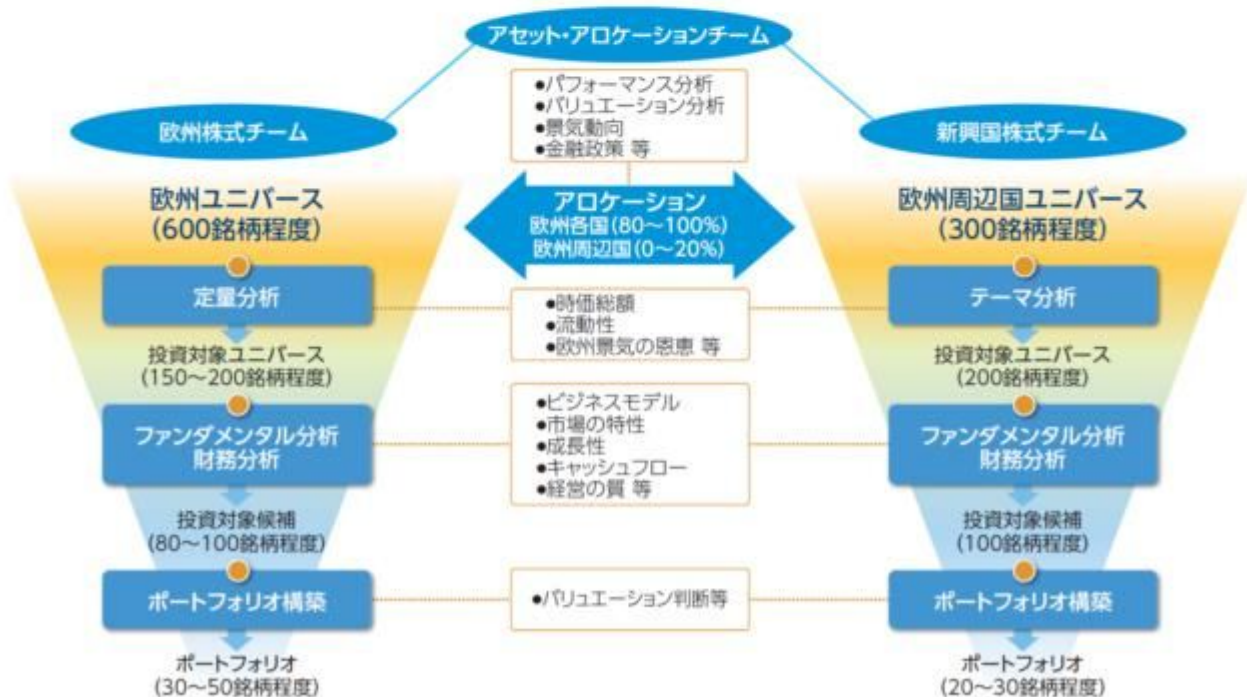 アセット・アロケーションチーム
●パフォーマンス分析
●バリュエーション分析
●景気動向
●金融政策 等
欧州株式チーム
新興国株式チーム
欧州ユニバース
(600銘柄程度)
アロケーション
欧州各国(80～100%)
欧州周辺国(0～20%)
欧州周辺国ユニバース
(300銘柄程度)
定量分析
●時価総額
●流動性
●欧州景気の恩恵 等
テーマ分析
投資対象ユニバース
(150～200銘柄程度)
投資対象ユニバース
(200銘柄程度)
ファンダメンタル分析
財務分析
●ビジネスモデル
●市場の特性
●成長性
●キャッシュフロー
●経営の質 等
ファンダメンタル分析
財務分析
投資対象候補
(80～100銘柄程度)
投資対象候補
(100銘柄程度)
ポートフォリオ構築
●バリュエーション判断等
ポートフォリオ構築
ポートフォリオ
(30～50銘柄程度)
ポートフォリオ
(20～30銘柄程度)